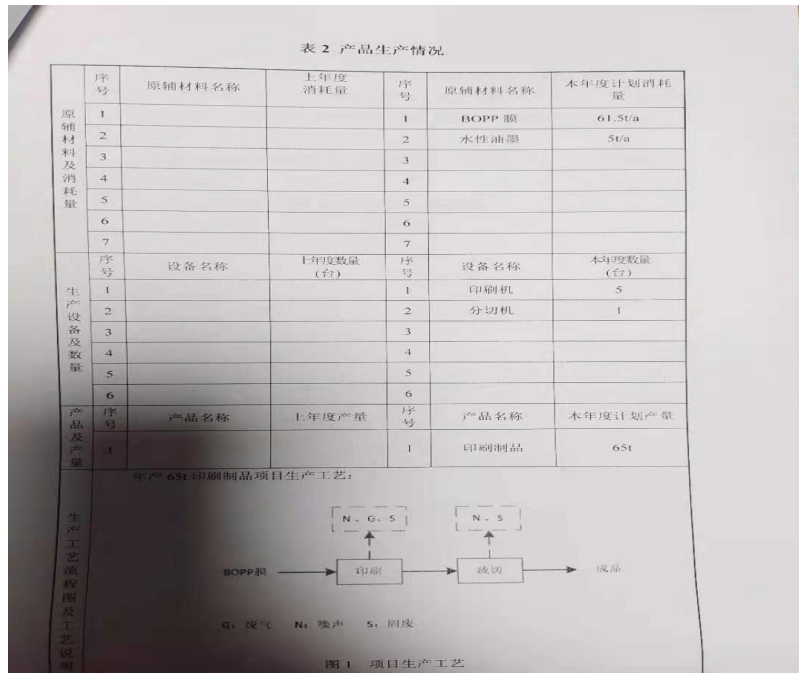 表 2 产品生产情况
原辅材料及消耗量
序号 原辅材料名称 上年度消耗量 序号 原辅材料名称 本年度计划消耗量
1 1 BOPP 膜 61.5t/a
2 2 水性油墨 5t/a
3 3
4 4
5 5
6 6
7 7
生产设备及数量
序号 设备名称 上年度数量(台) 序号 设备名称 本年度数量(台)
1 1 印刷机 5
2 2 分切机 1
3 3
4 4
5 5
6 6
产品及产量
序号 产品名称 上年度产量 序号 产品名称 本年度计划产量
1 1 印刷制品 65t
生产工艺流程图及工艺说明
年产 65t 印刷制品项目生产工艺:
N、G、S N、S
BOPP膜 印刷 裁切 成品
G: 废气 N: 噪声 S: 固废
图 1 项目生产工艺